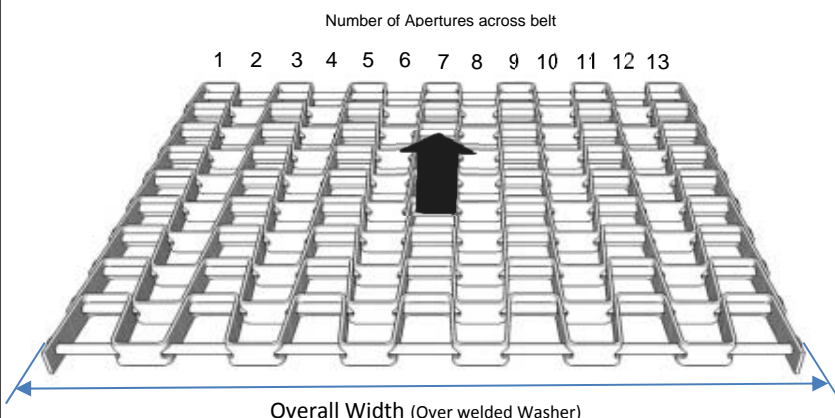 Number of Apertures across belt
1 2 3 4 5 6 7 8 9 10 11 12 13
Overall Width (Over welded Washer)